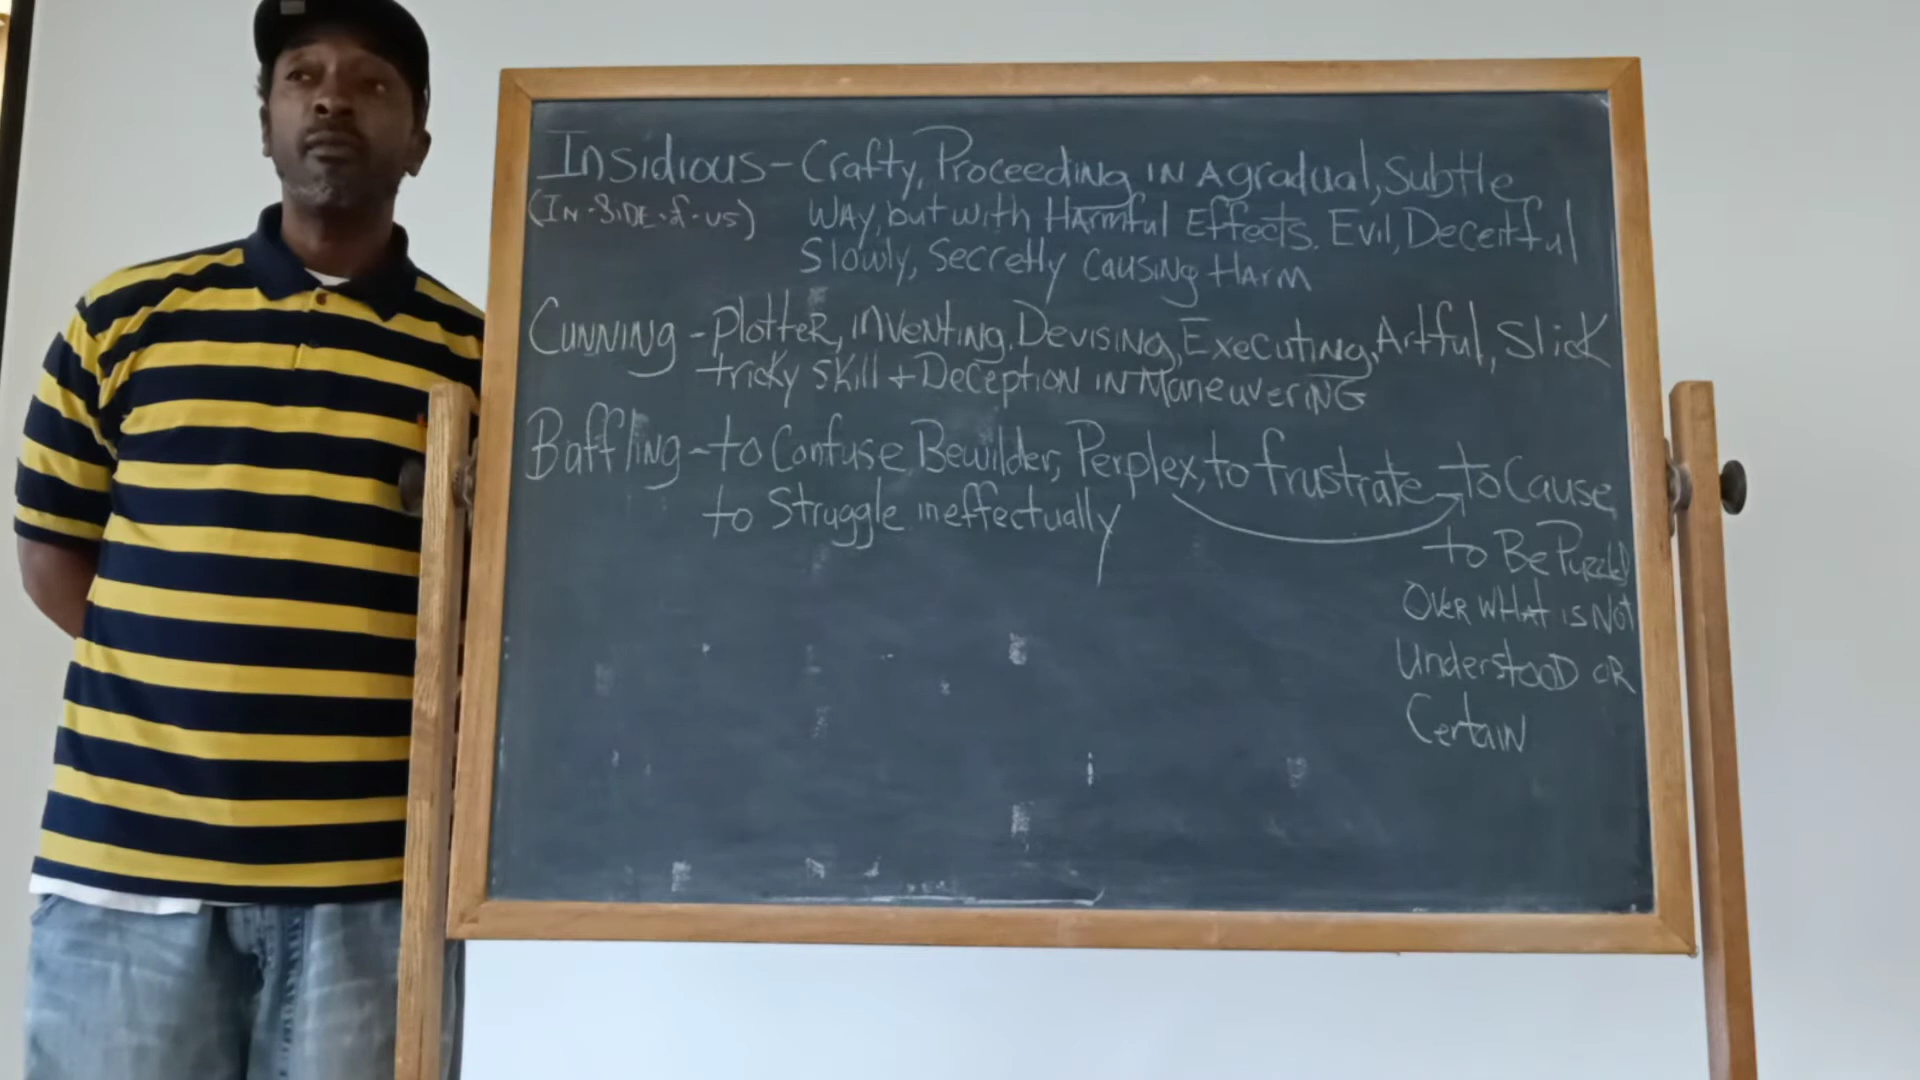 Insidious - Crafty, Proceeding IN A gradual, Subtle
(IN-SIDE-of-us) WAY, but with HArmful Effects. Evil, Deceitful
Slowly, Secretly Causing HArM
CUNNING - Plotter, inventing, Devising, Executing, Artful, Slick
tricky skill + Deception IN Maneuvering
Baffling - to Confuse Bewilder, Perplex, to frustrate
to Struggle ineffectually
to Cause
to Be Puzzled
OVER WHAT is NOT
UnderstOOD OR
Certain